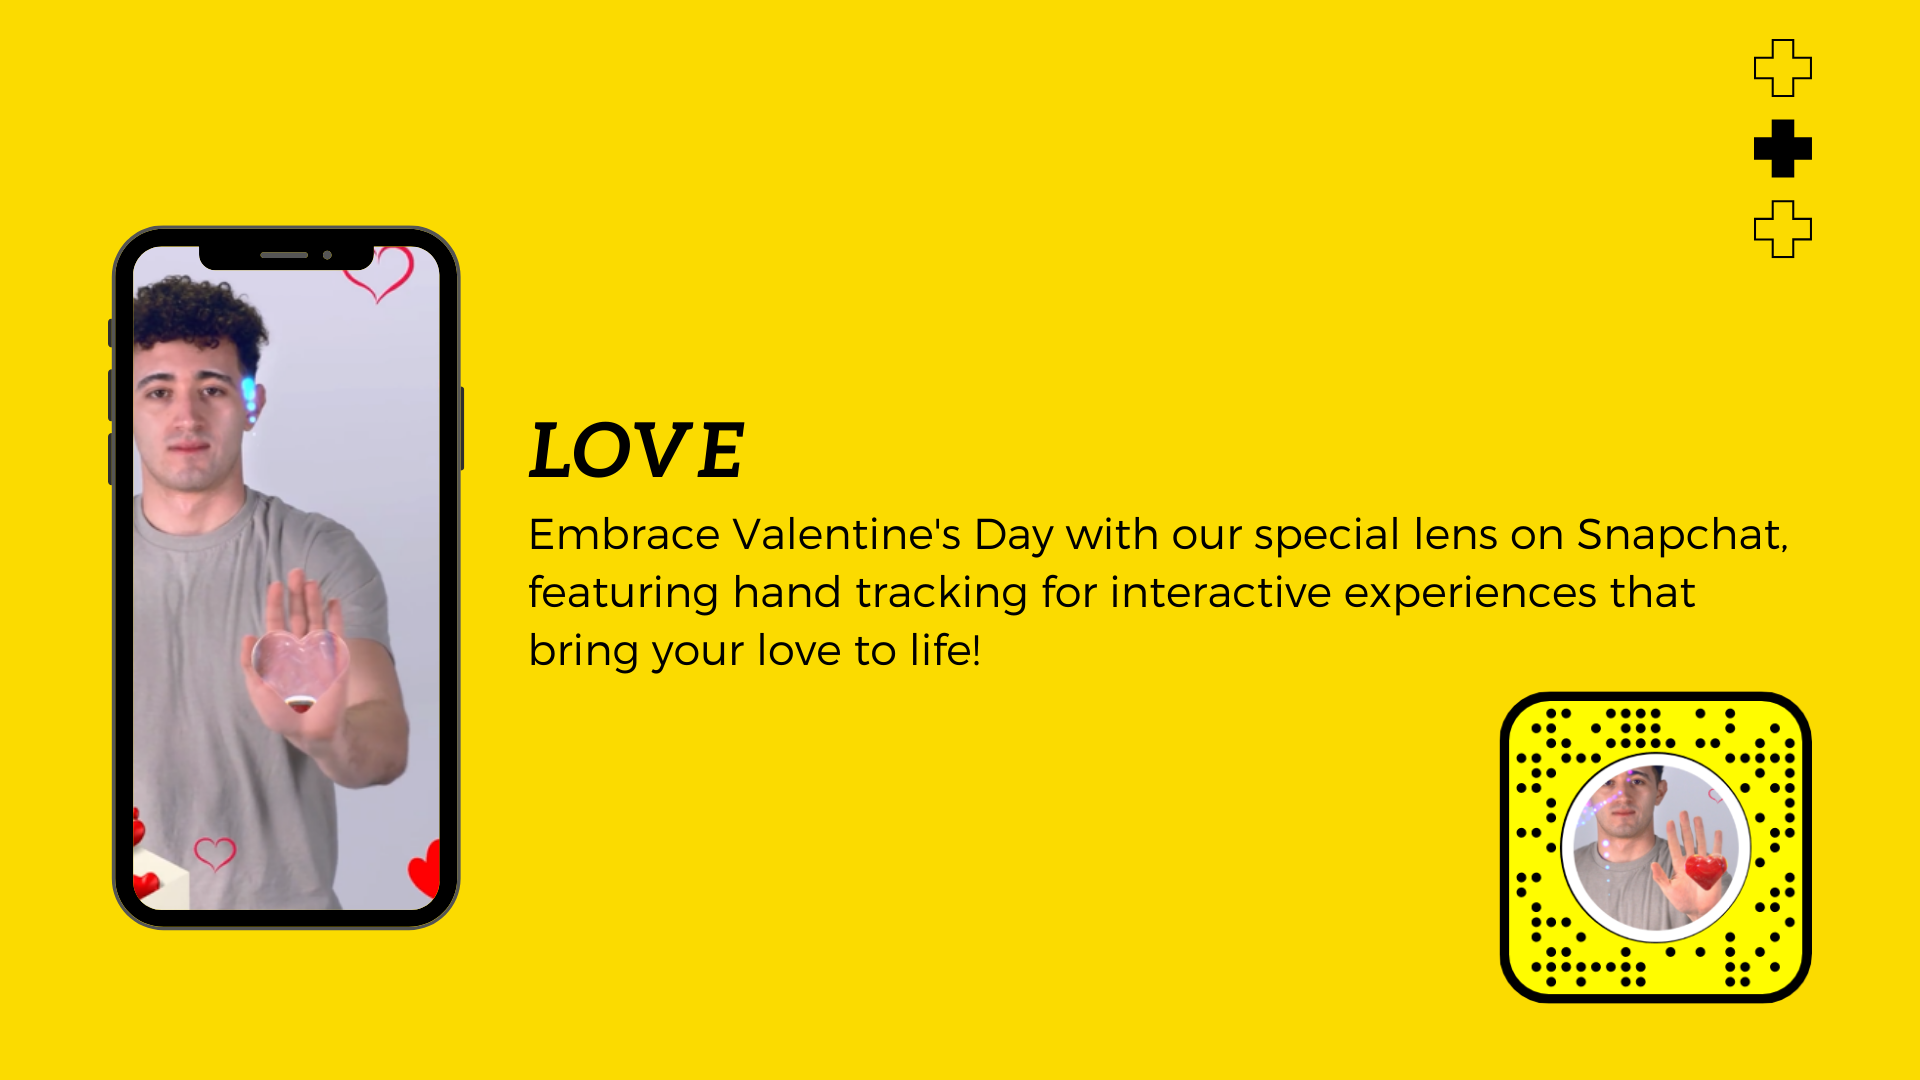 LOVE
Embrace Valentine's Day with our special lens on Snapchat,
featuring hand tracking for interactive experiences that
bring your love to life!